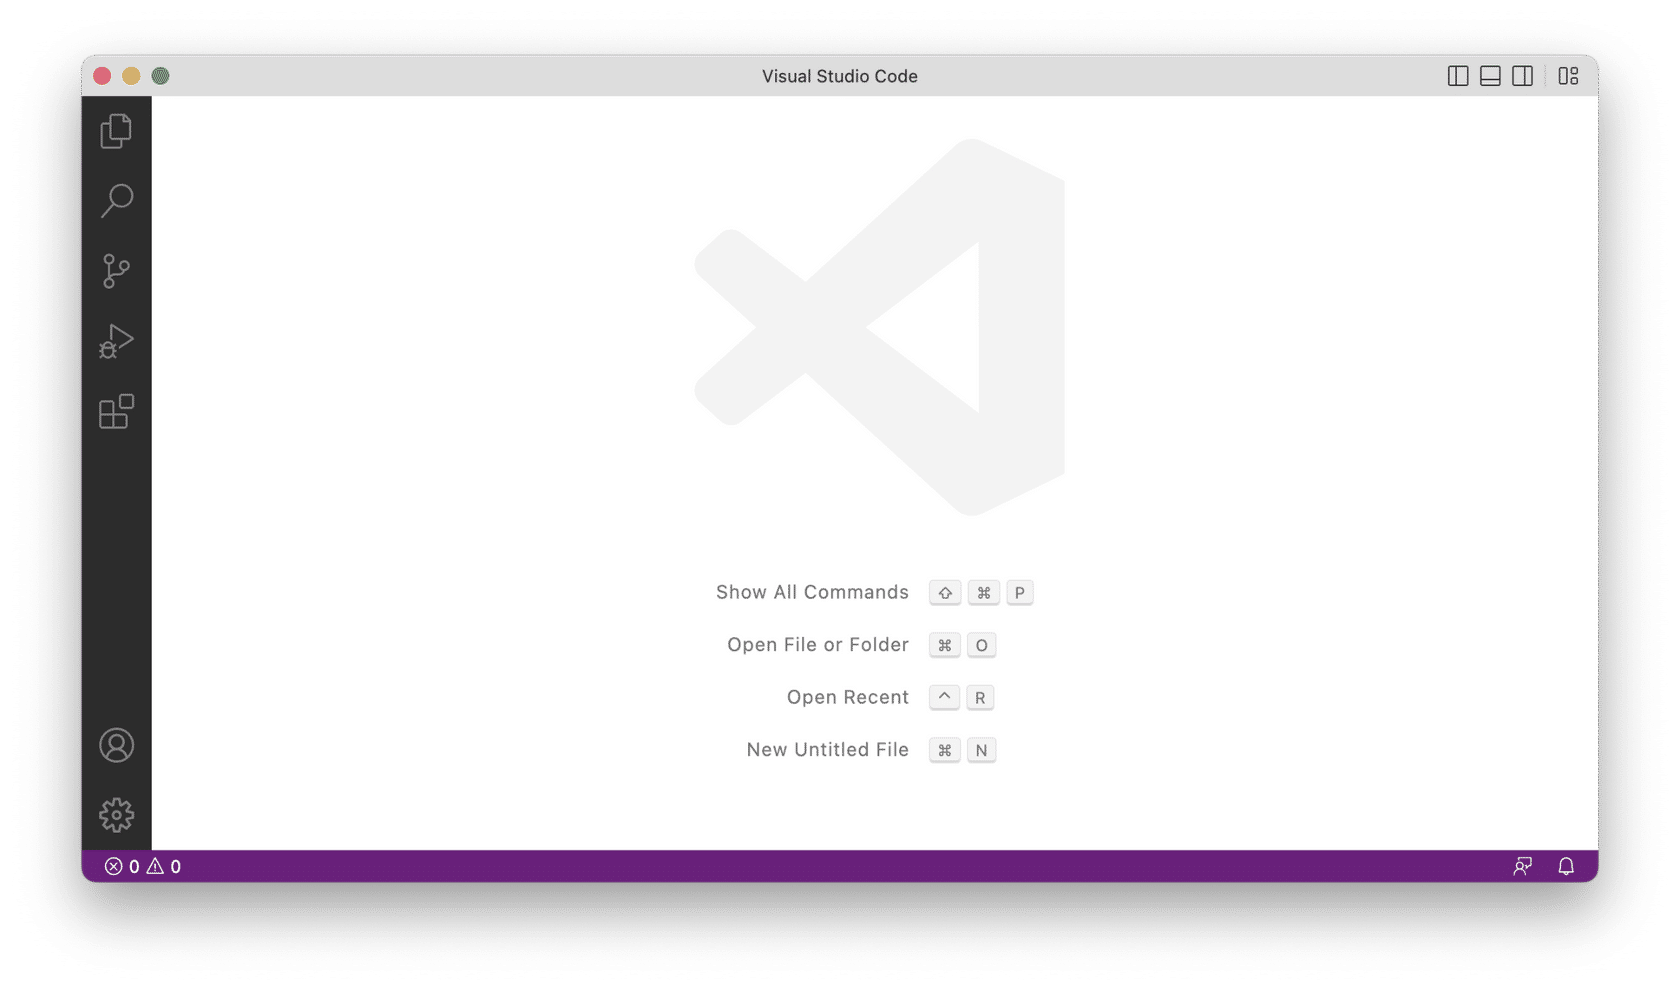 Visual Studio Code
Show All Commands ⇧ ⌘ P
Open File or Folder ⌘ O
Open Recent ^ R
New Untitled File ⌘ N
0 0